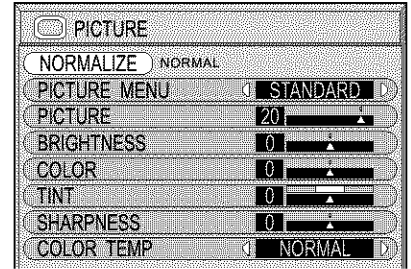 PICTURE
NORMALIZE NORMAL
PICTURE MENU STANDARD
PICTURE 20
BRIGHTNESS 0
COLOR 0
TINT 0
SHARPNESS 0
COLOR TEMP NORMAL